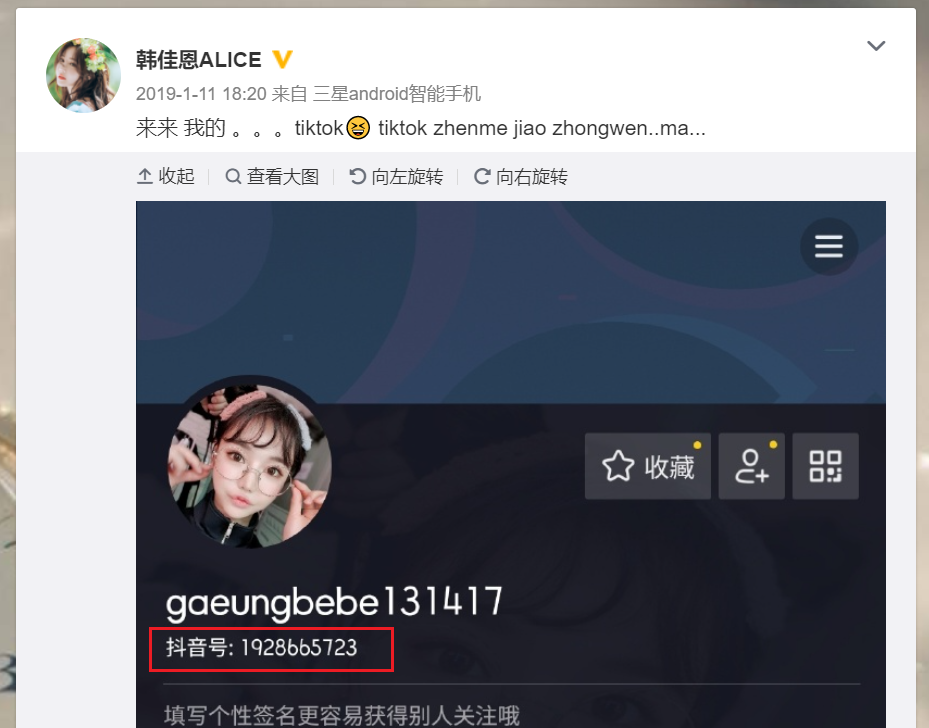 韩佳恩ALICE
2019-1-11 18:20 来自 三星android智能手机
来来 我的 。。。tiktok😆 tiktok zhenme jiao zhongwen..ma...
收起 查看大图 向左旋转 向右旋转
收藏
gaeungbebe131417
抖音号: 1928665723
填写个性签名更容易获得别人关注哦